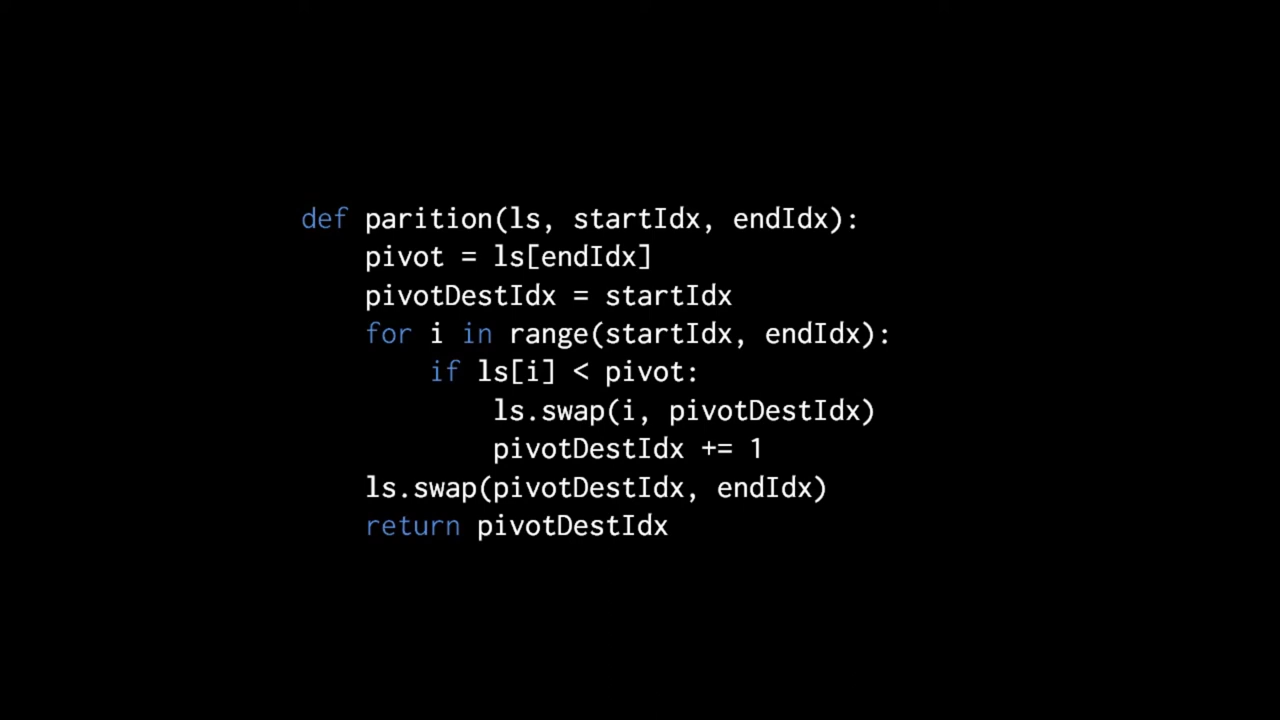 def parition(ls, startIdx, endIdx):
    pivot = ls[endIdx]
    pivotDestIdx = startIdx
    for i in range(startIdx, endIdx):
        if ls[i] < pivot:
            ls.swap(i, pivotDestIdx)
            pivotDestIdx += 1
    ls.swap(pivotDestIdx, endIdx)
    return pivotDestIdx